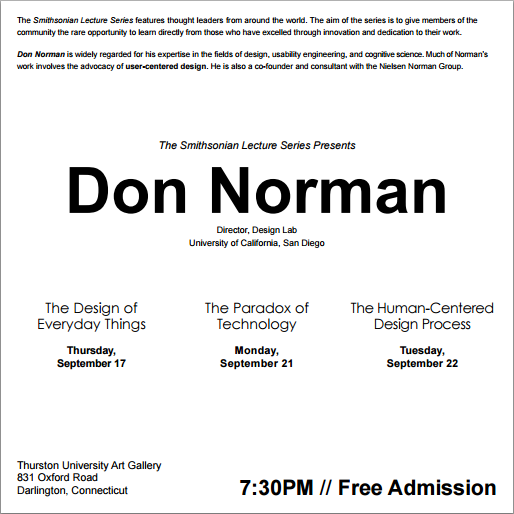 The Smithsonian Lecture Series features thought leaders from around the world. The aim of the series is to give members of the
community the rare opportunity to learn directly from those who have excelled through innovation and dedication to their work.
Don Norman is widely regarded for his expertise in the fields of design, usability engineering, and cognitive science. Much of Norman's
work involves the advocacy of user-centered design. He is also a co-founder and consultant with the Nielsen Norman Group.
The Smithsonian Lecture Series Presents
Don Norman
Director, Design Lab
University of California, San Diego
The Design of
Everyday Things
Thursday,
September 17
The Paradox of
Technology
Monday,
September 21
The Human-Centered
Design Process
Tuesday,
September 22
Thurston University Art Gallery
831 Oxford Road
Darlington, Connecticut
7:30PM // Free Admission